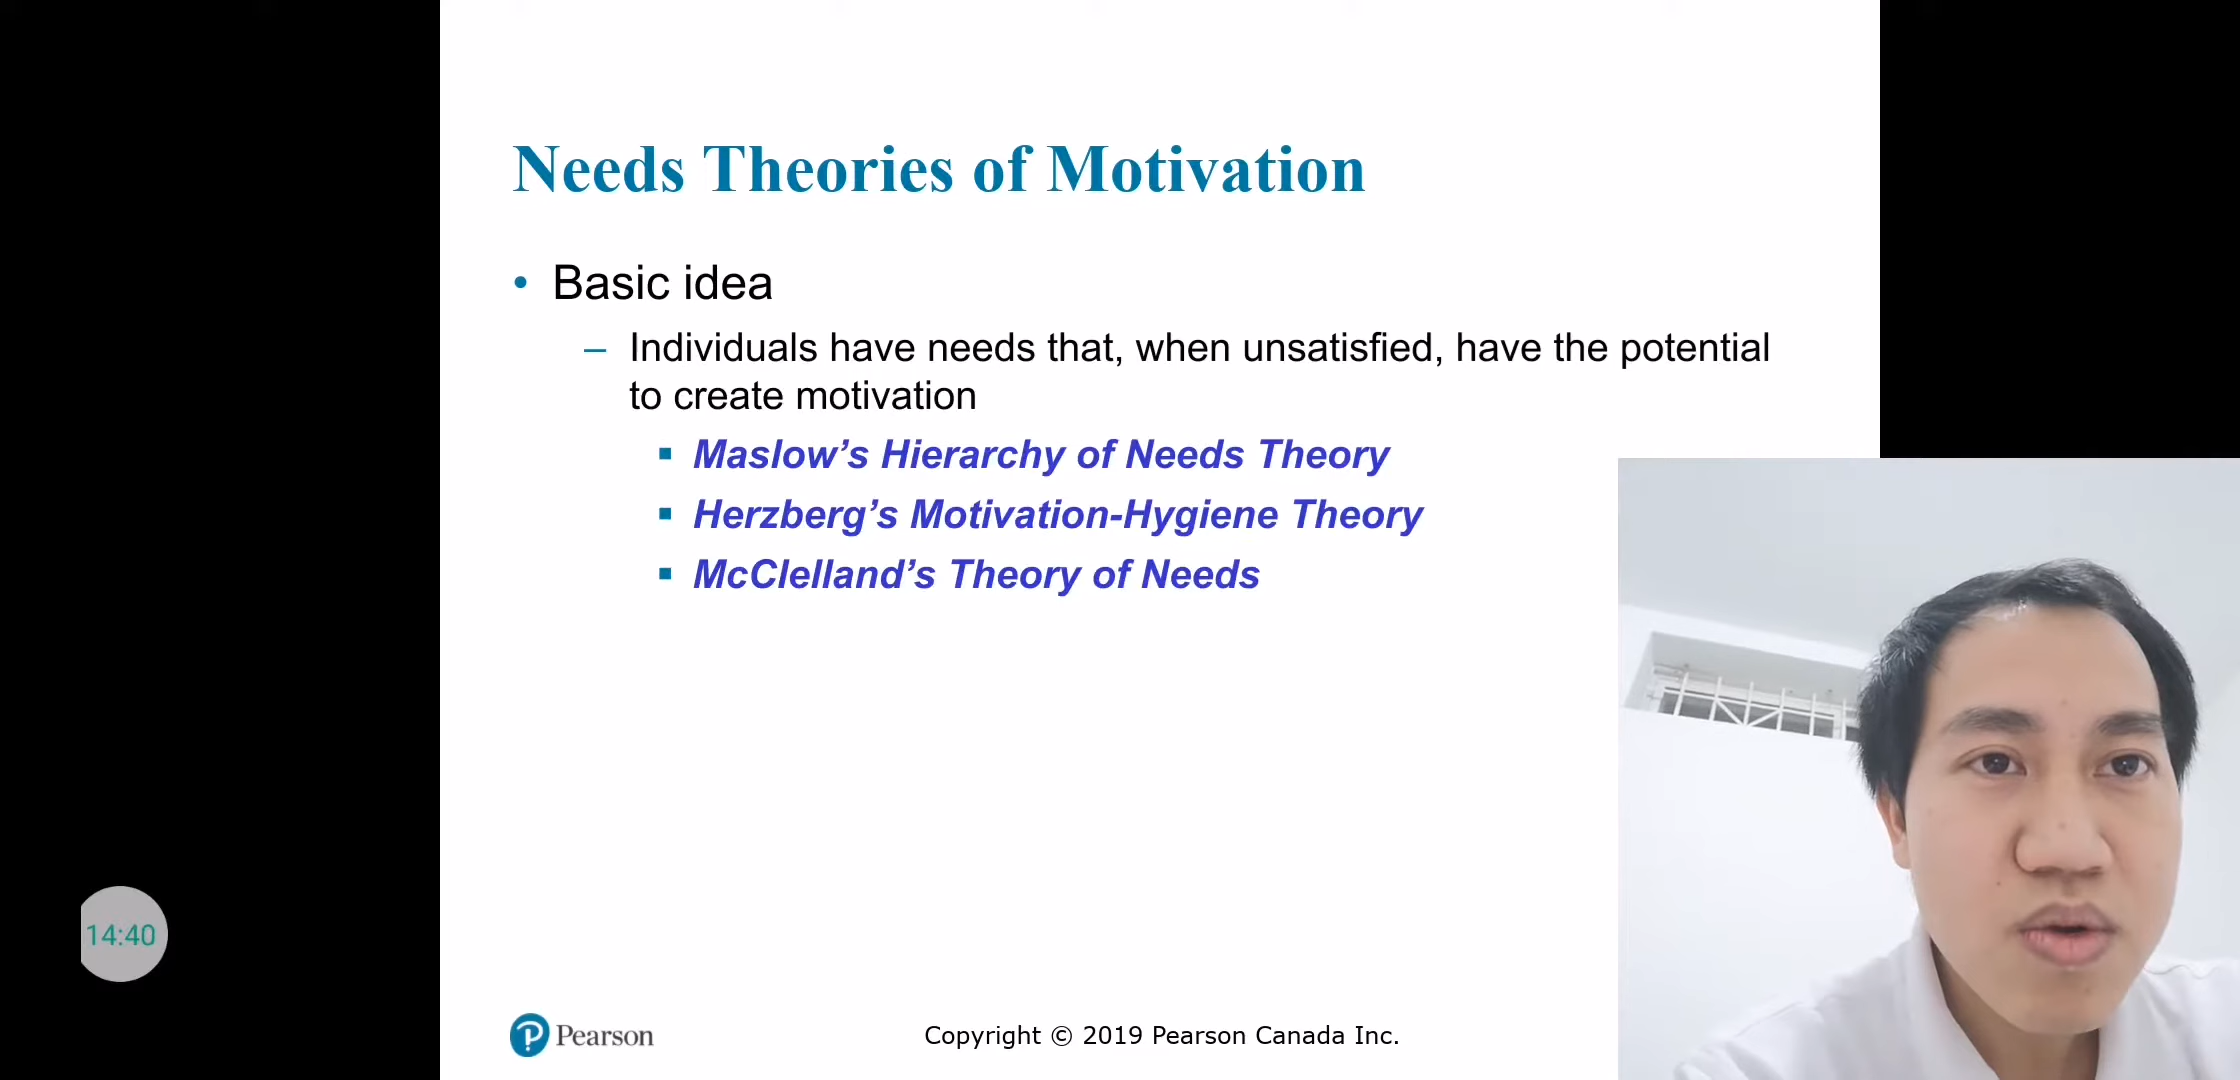 Needs Theories of Motivation
• Basic idea
– Individuals have needs that, when unsatisfied, have the potential
to create motivation
▪ Maslow’s Hierarchy of Needs Theory
▪ Herzberg’s Motivation-Hygiene Theory
▪ McClelland’s Theory of Needs
14:40
Pearson
Copyright © 2019 Pearson Canada Inc.